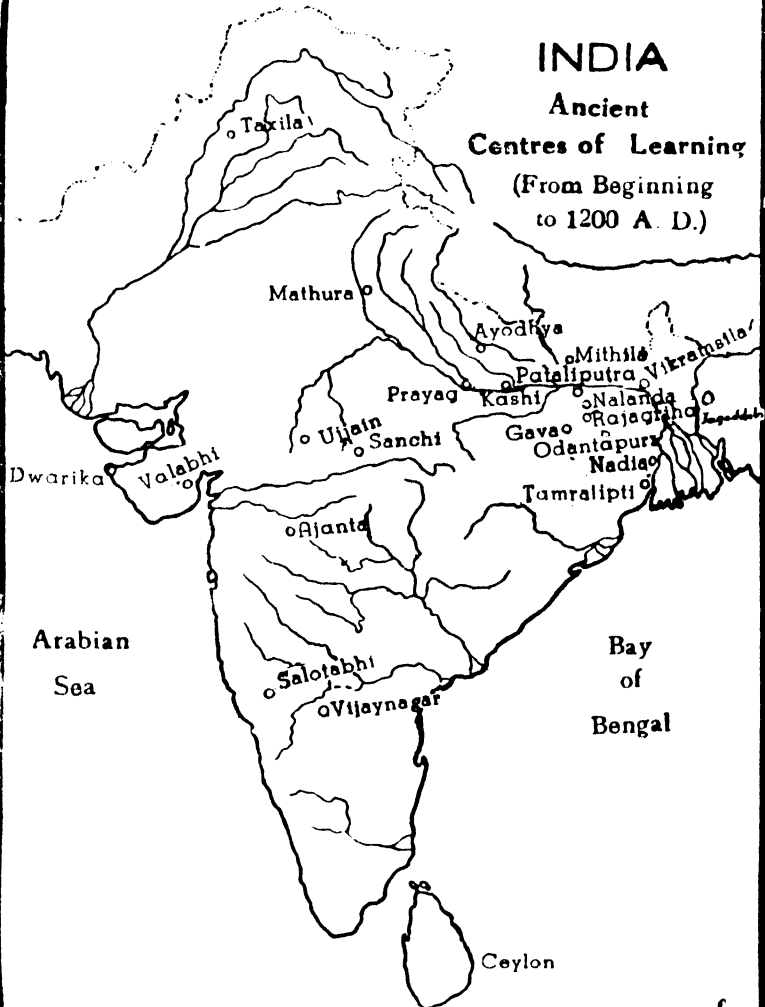 INDIA
Ancient
Centres of Learning
(From Beginning
to 1200 A. D.)
Taxila
Mathura
Ayodhya
Mithila
Vikramsila
Pataliputra
Prayag
Kashi
Nalanda
Rajagriha
Gavao
Odantapuri
Nadia
Tamralipti
Ujjain
Sanchi
Dwarika
Valabhi
Ajanta
Arabian
Sea
Bay
of
Bengal
Salotabhi
Vijaynagar
Ceylon